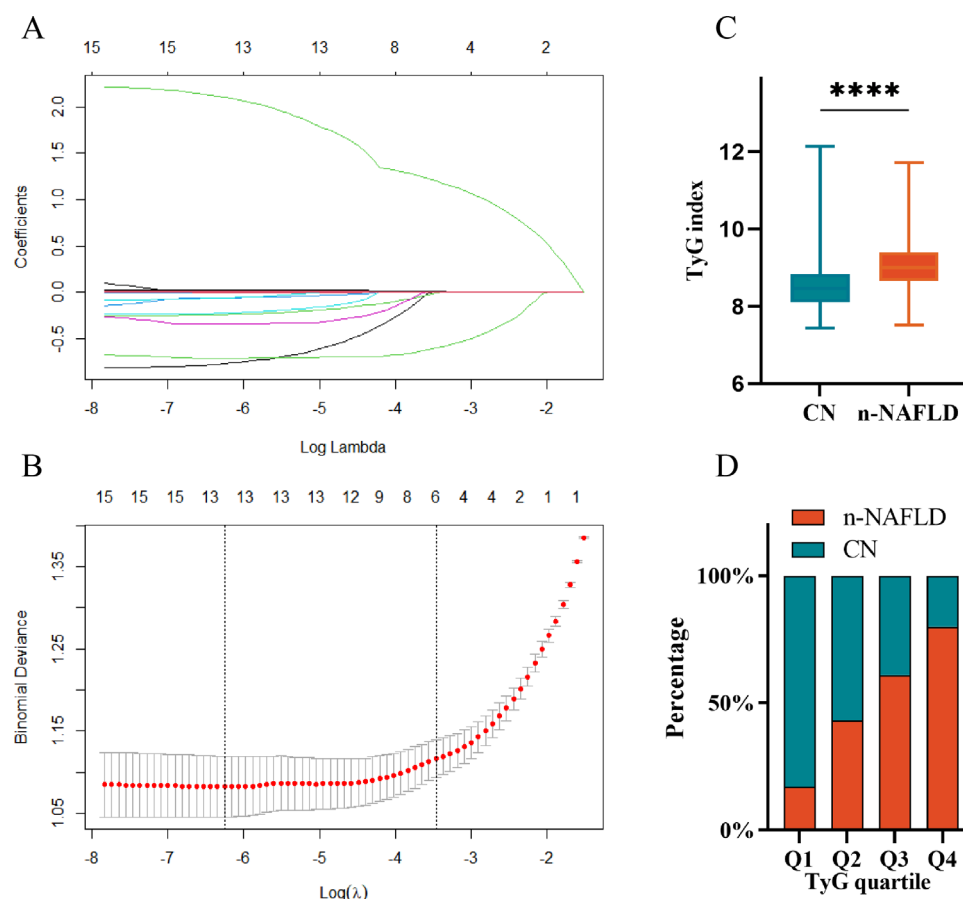 A
15 15 13 13 8 4 2
2.0
1.5
1.0
0.5
0.0
-0.5
Coefficients
-8 -7 -6 -5 -4 -3 -2
Log Lambda
B
15 15 15 13 13 13 13 12 9 8 6 4 4 2 1 1
1.35
1.25
1.15
1.05
Binomial Deviance
-8 -7 -6 -5 -4 -3 -2
Log(λ)
C
****
12
10
8
6
TyG index
CN n-NAFLD
D
n-NAFLD
CN
100%
50%
0%
Percentage
Q1 Q2 Q3 Q4
TyG quartile